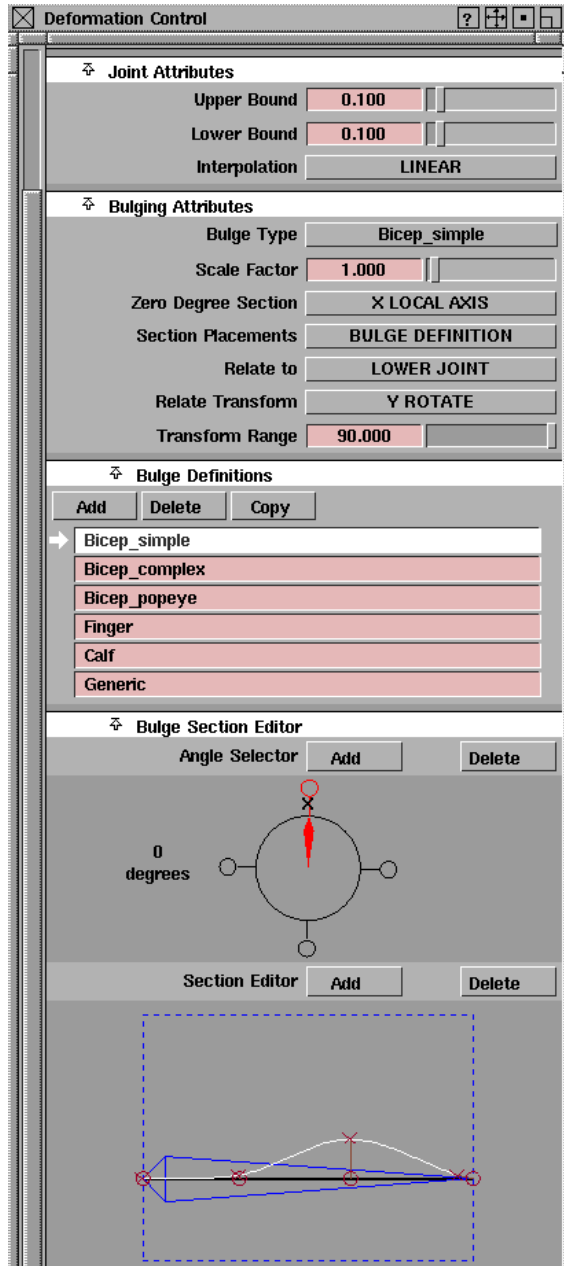 Deformation Control ?
Joint Attributes
Upper Bound 0.100
Lower Bound 0.100
Interpolation LINEAR
Bulging Attributes
Bulge Type Bicep_simple
Scale Factor 1.000
Zero Degree Section X LOCAL AXIS
Section Placements BULGE DEFINITION
Relate to LOWER JOINT
Relate Transform Y ROTATE
Transform Range 90.000
Bulge Definitions
Add Delete Copy
Bicep_simple
Bicep_complex
Bicep_popeye
Finger
Calf
Generic
Bulge Section Editor
Angle Selector Add Delete
X
0
degrees
Section Editor Add Delete